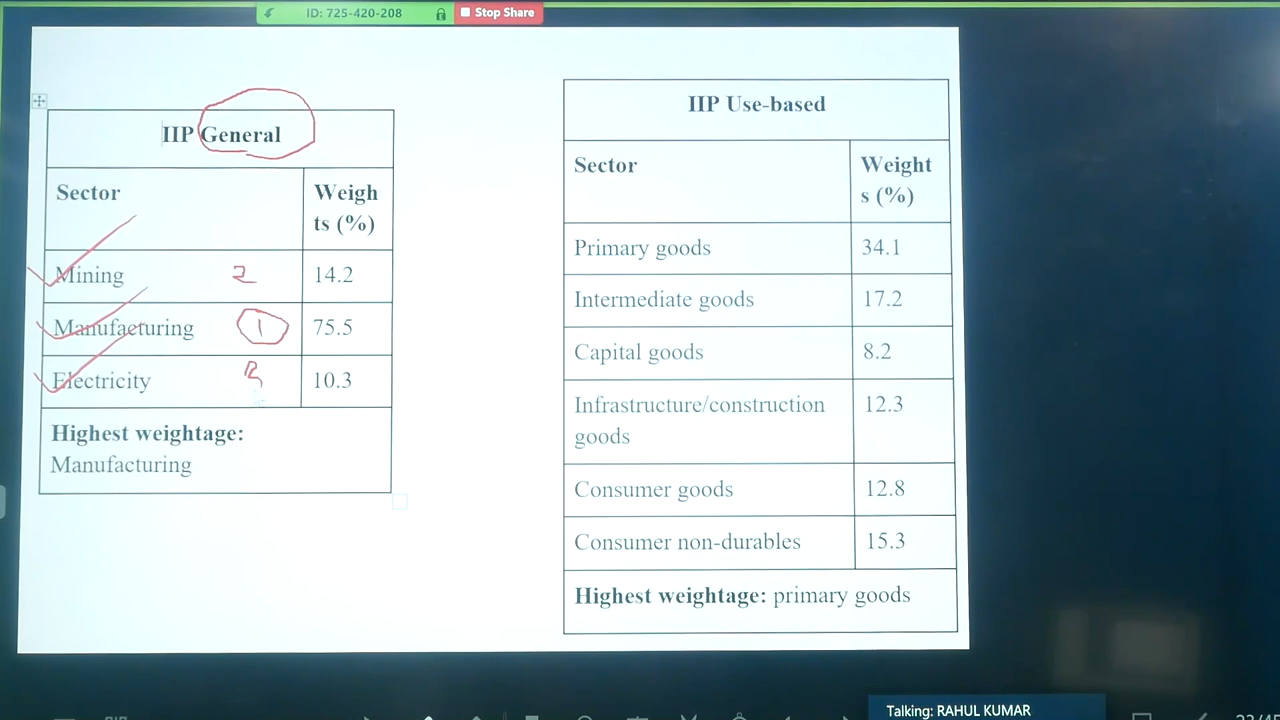 ID: 725-420-208
Stop Share
IIP General
Sector
Weigh
ts (%)
Mining 2 14.2
Manufacturing 1 75.5
Electricity 3 10.3
Highest weightage:
Manufacturing
IIP Use-based
Sector
Weight
s (%)
Primary goods 34.1
Intermediate goods 17.2
Capital goods 8.2
Infrastructure/construction 12.3
goods
Consumer goods 12.8
Consumer non-durables 15.3
Highest weightage: primary goods
Talking: RAHUL KUMAR